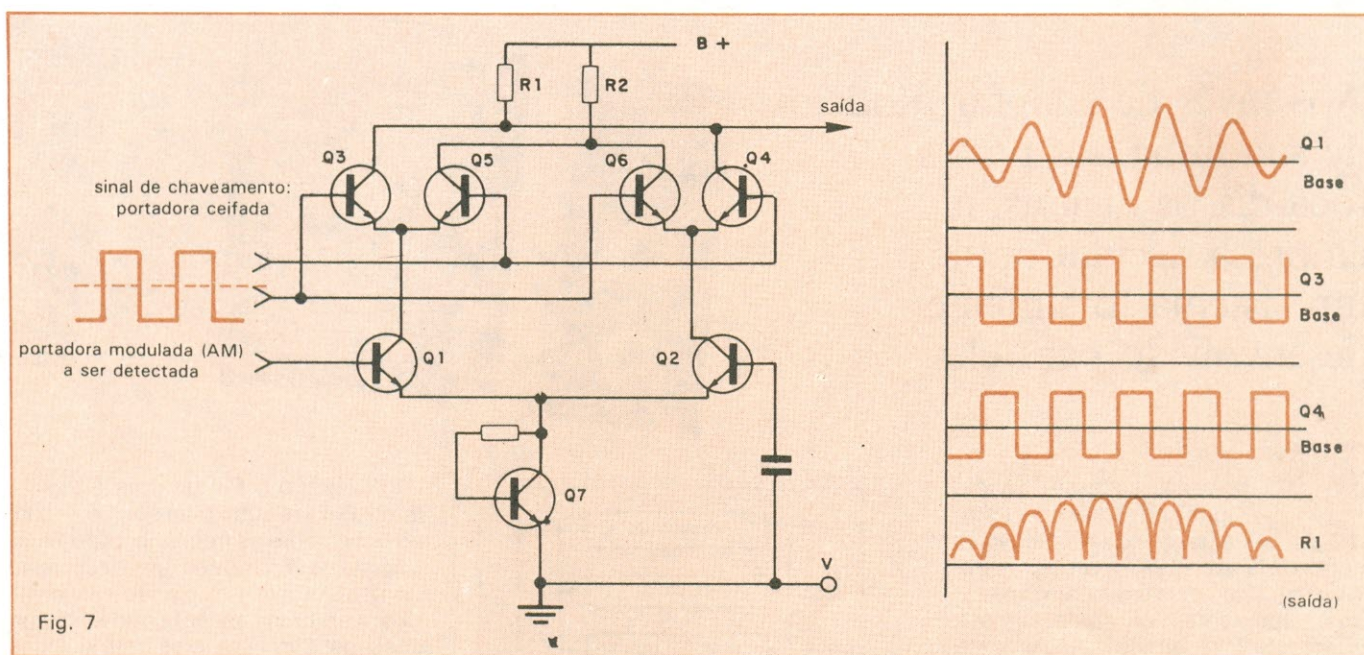 B +
R1
R2
saída
Q3
Q5
Q6
Q4
sinal de chaveamento:
portadora ceifada
portadora modulada (AM)
a ser detectada
Q1
Q2
Q7
V
Fig. 7
Q1
Base
Q3
Base
Q4
Base
R1
(saída)